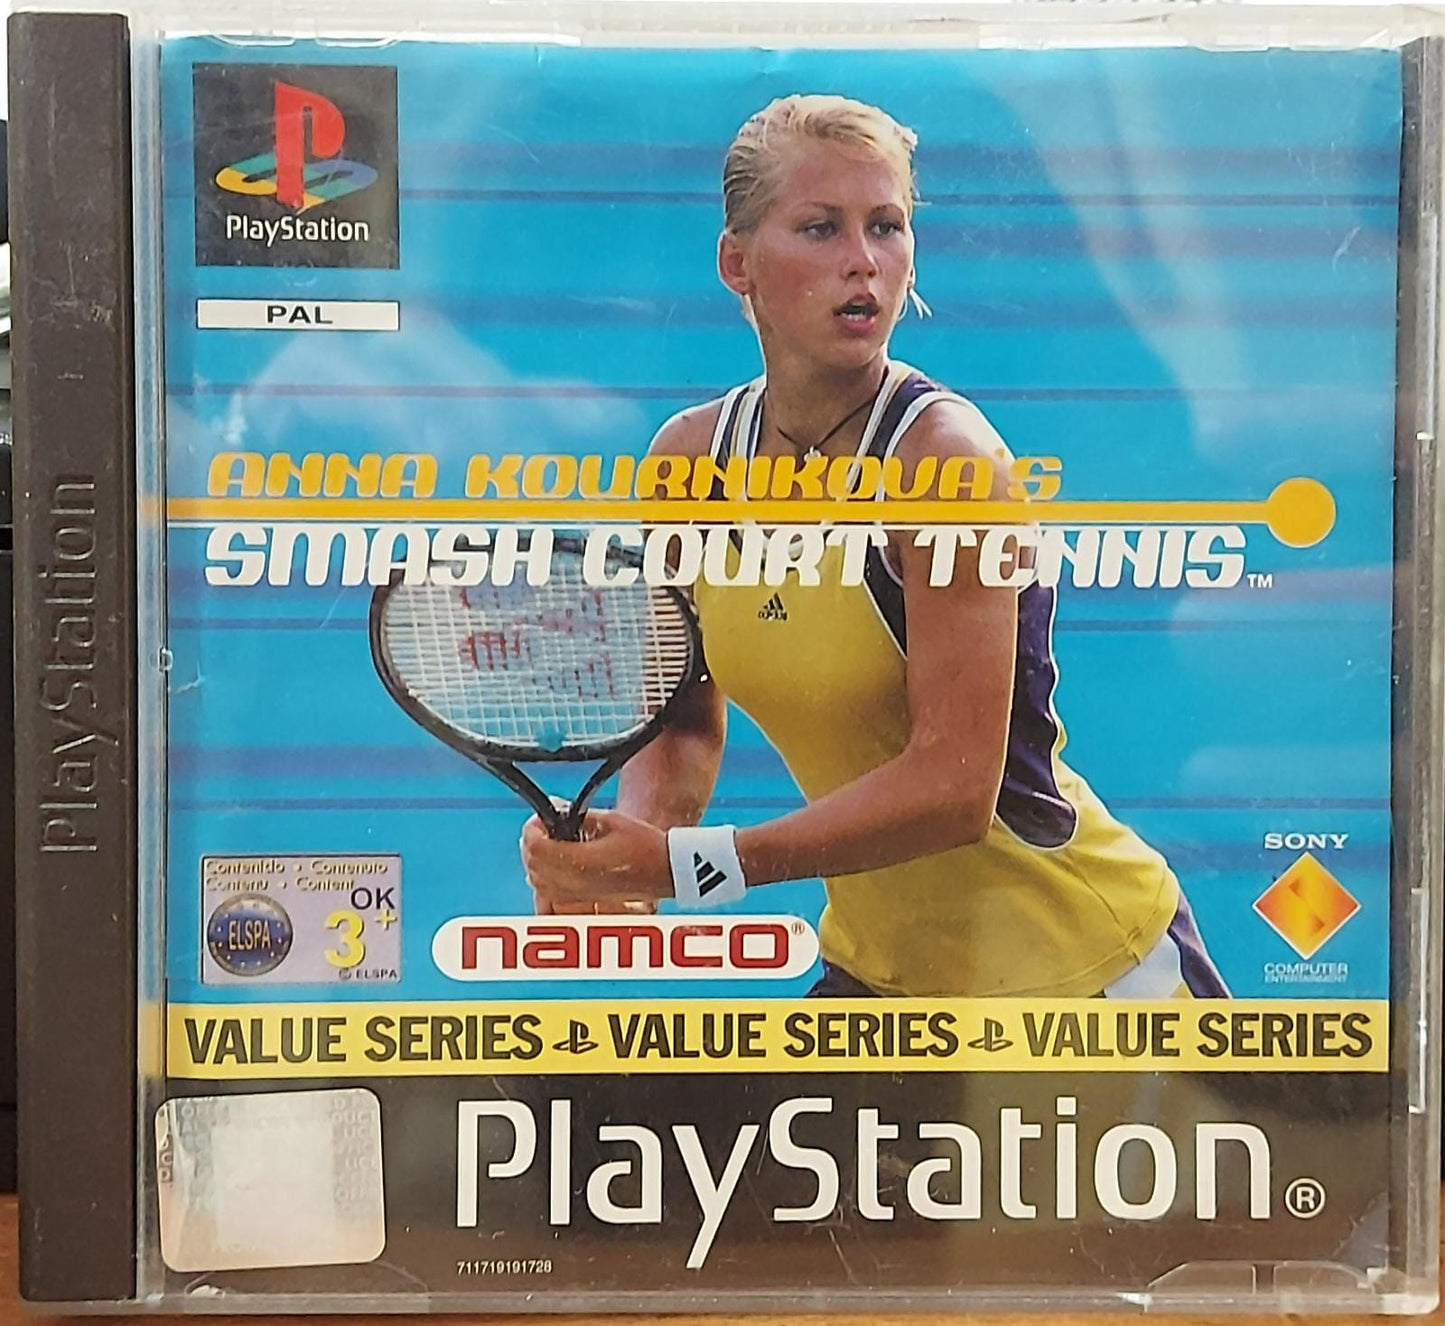 PlayStation
PlayStation
PAL
ANNA KOURNIKOVA'S
SMASH COURT TENNIS™
adidas
SONY
Contenido • Contenuto
Contenu • Content
OK
3+
ELSPA
© ELSPA
namco®
COMPUTER
ENTERTAINMENT
VALUE SERIES VALUE SERIES VALUE SERIES
PlayStation®
711719191728